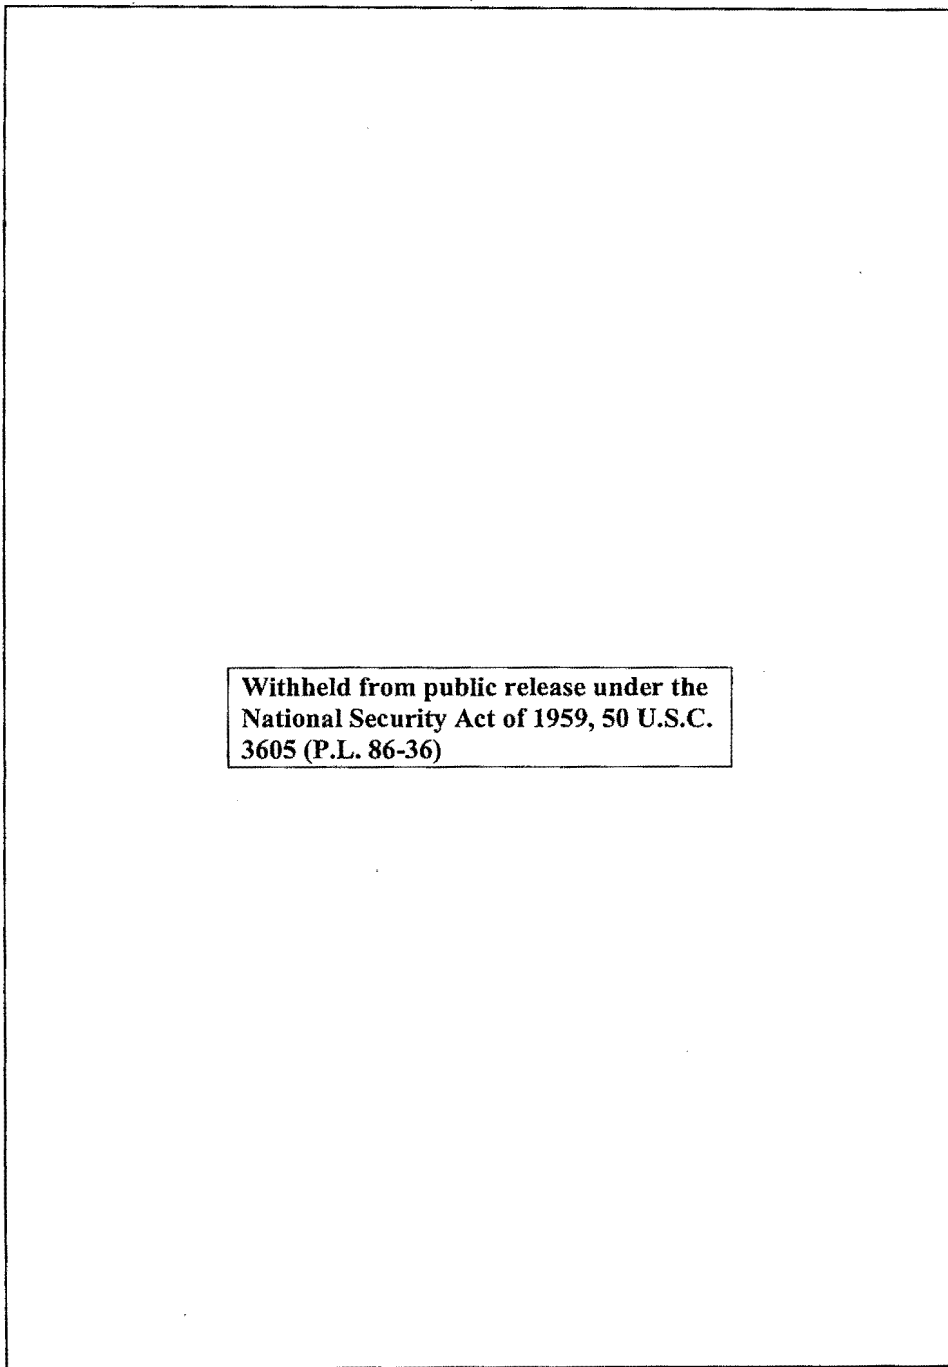 Withheld from public release under the
National Security Act of 1959, 50 U.S.C.
3605 (P.L. 86-36)